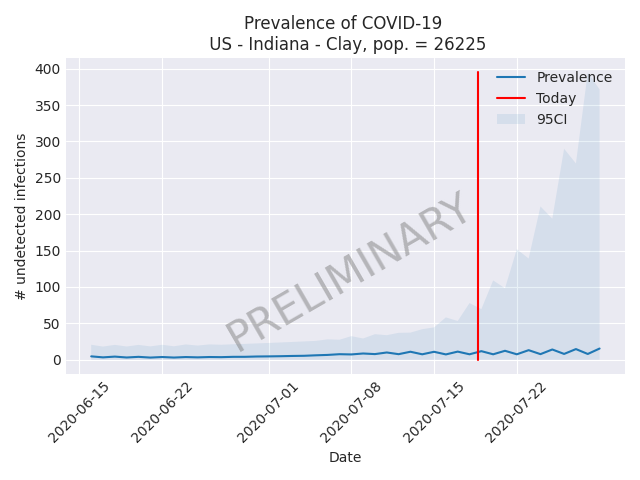 Prevalence of COVID-19
US - Indiana - Clay, pop. = 26225
400
350
300
250
200
150
100
50
0
# undetected infections
Prevalence
Today
95CI
PRELIMINARY
2020-06-15
2020-06-22
2020-07-01
2020-07-08
2020-07-15
2020-07-22
Date